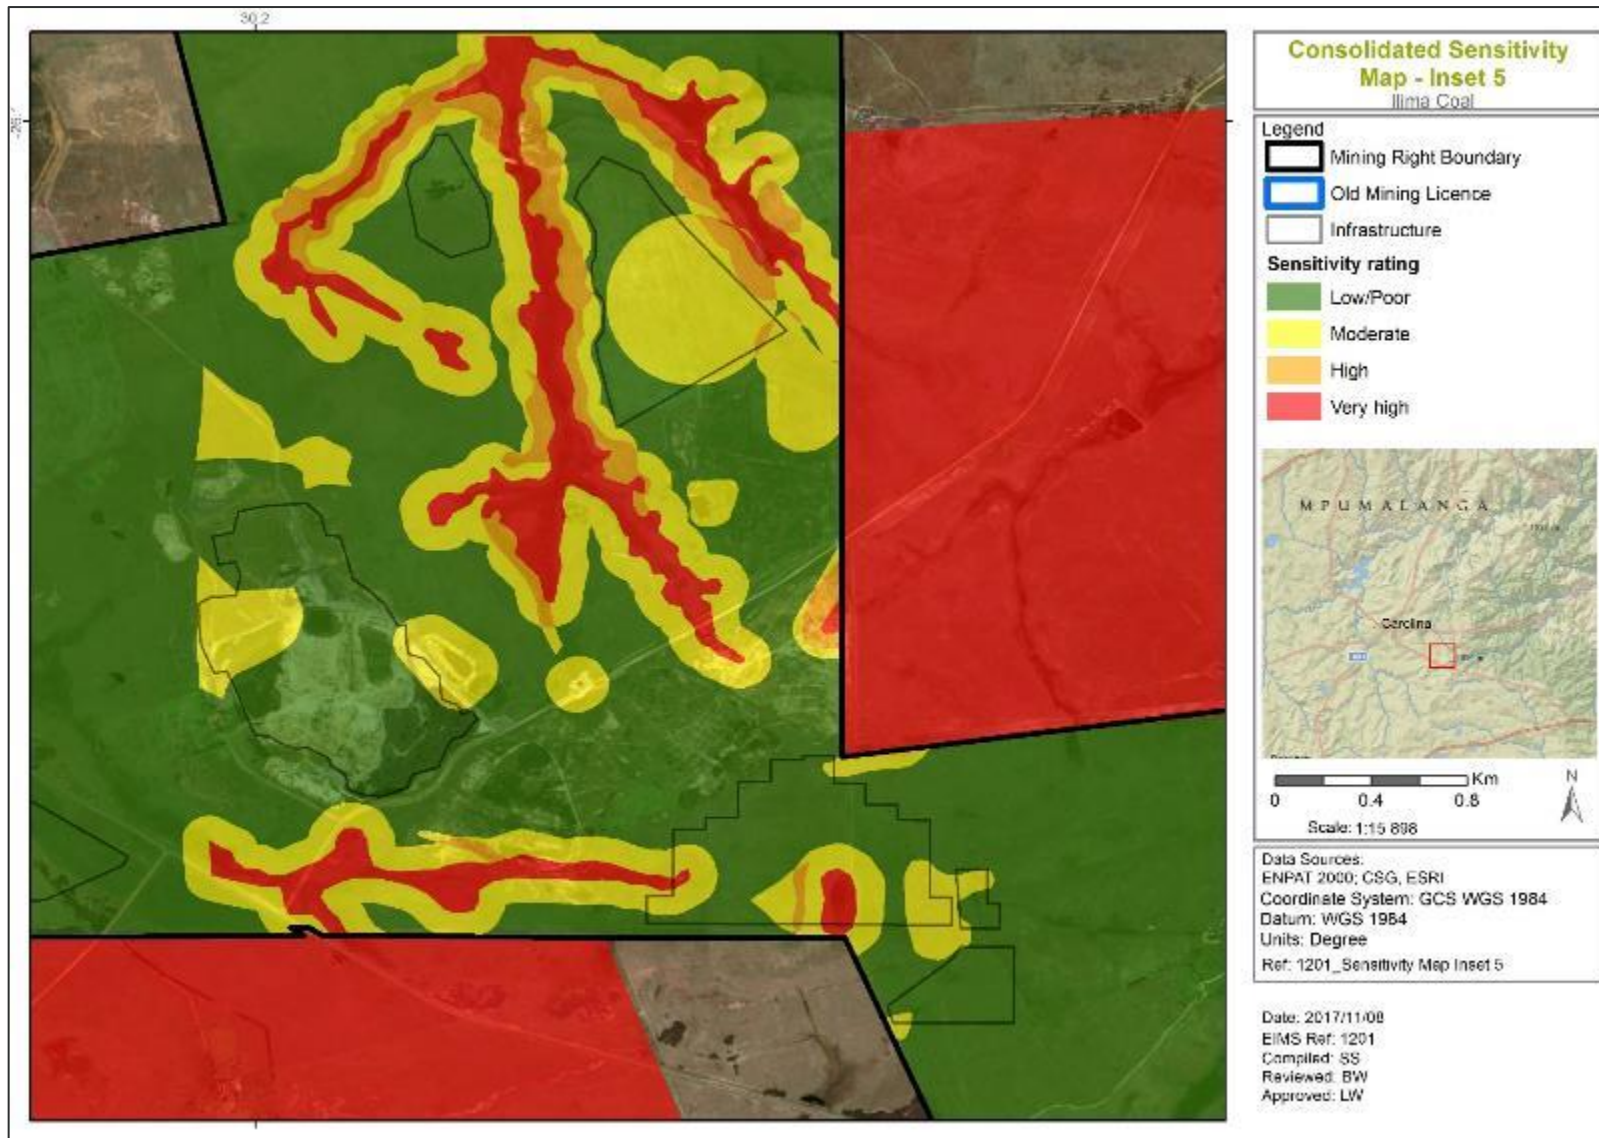 30.2
Consolidated Sensitivity
Map - Inset 5
Ilima Coal
Legend
Mining Right Boundary
Old Mining Licence
Infrastructure
Sensitivity rating
Low/Poor
Moderate
High
Very high
MPUMALANGA
Carolina
Km
0 0.4 0.8
N
Scale: 1:15 898
Data Sources:
ENPAT 2000; CSG, ESRI
Coordinate System: GCS WGS 1984
Datum: WGS 1984
Units: Degree
Ref: 1201_Sensitivity Map Inset 5
Date: 2017/11/08
EIMS Ref: 1201
Compiled: SS
Reviewed: BW
Approved: LW